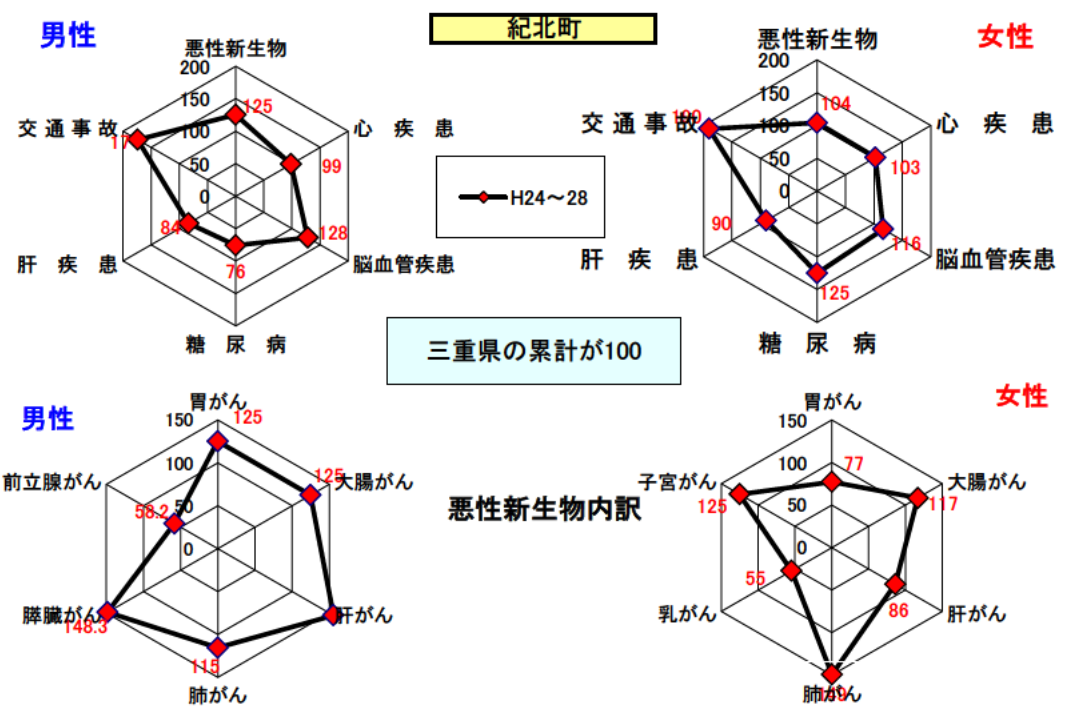 紀北町
男性
悪性新生物
200
150
100
50
0
125
心疾患
99
脳血管疾患
128
糖尿病
76
肝疾患
84
交通事故
女性
悪性新生物
200
150
100
50
0
104
心疾患
103
脳血管疾患
116
糖尿病
125
肝疾患
90
交通事故
H24～28
三重県の累計が100
男性
胃がん
150
100
50
0
125
大腸がん
125
肝がん
肺がん
115
膵臓がん
148.3
前立腺がん
58.2
悪性新生物内訳
女性
胃がん
150
100
50
0
77
大腸がん
117
肝がん
86
肺がん
乳がん
55
子宮がん
125